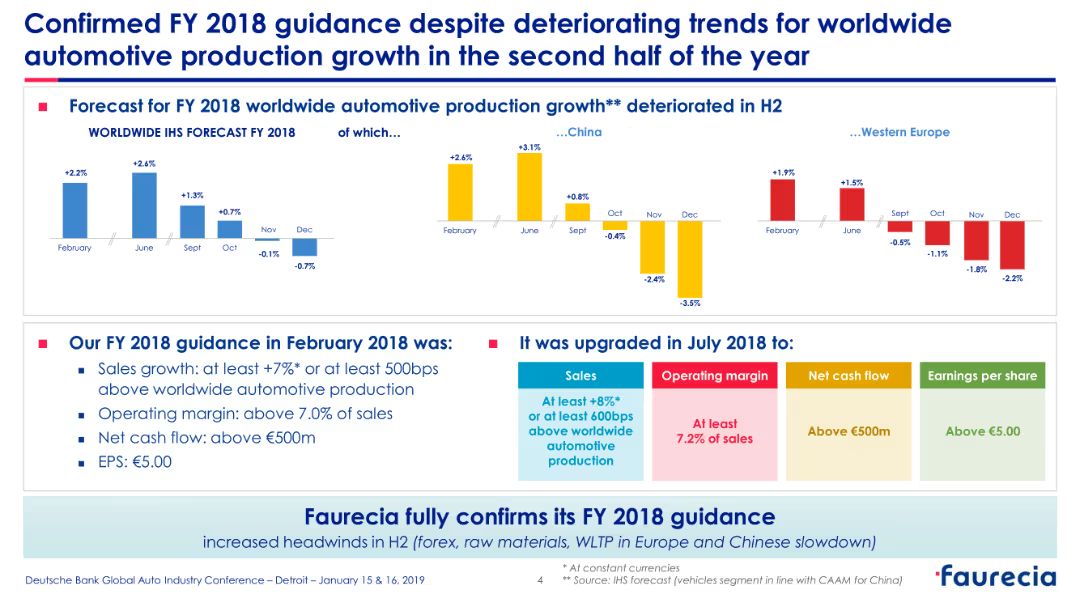 Confirmed FY 2018 guidance despite deteriorating trends for worldwide
automotive production growth in the second half of the year
Forecast for FY 2018 worldwide automotive production growth** deteriorated in H2
WORLDWIDE IHS FORECAST FY 2018
of which…
+2.2%
+2.6%
+1.3%
+0.7%
-0.1%
-0.7%
February
June
Sept
Oct
Nov
Dec
…China
+2.6%
+3.1%
+0.8%
-0.4%
-2.4%
-3.5%
February
June
Sept
Oct
Nov
Dec
…Western Europe
+1.9%
+1.5%
-0.5%
-1.1%
-1.8%
-2.2%
February
June
Sept
Oct
Nov
Dec
Our FY 2018 guidance in February 2018 was:
Sales growth: at least +7%* or at least 500bps
above worldwide automotive production
Operating margin: above 7.0% of sales
Net cash flow: above €500m
EPS: €5.00
It was upgraded in July 2018 to:
Sales
At least +8%*
or at least 600bps
above worldwide
automotive
production
Operating margin
At least
7.2% of sales
Net cash flow
Above €500m
Earnings per share
Above €5.00
Faurecia fully confirms its FY 2018 guidance
increased headwinds in H2 (forex, raw materials, WLTP in Europe and Chinese slowdown)
Deutsche Bank Global Auto Industry Conference – Detroit – January 15 & 16, 2019
4
* At constant currencies
** Source: IHS forecast (vehicles segment in line with CAAM for China)
faurecia